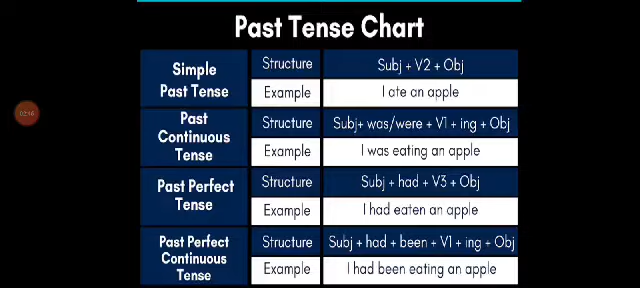 Past Tense Chart
Simple
Past Tense
Structure
Subj + V2 + Obj
Example
I ate an apple
Past
Continuous
Tense
Structure
Subj+ was/were + V1 + ing + Obj
Example
I was eating an apple
Past Perfect
Tense
Structure
Subj + had + V3 + Obj
Example
I had eaten an apple
Past Perfect
Continuous
Tense
Structure
Subj + had + been + V1 + ing + Obj
Example
I had been eating an apple